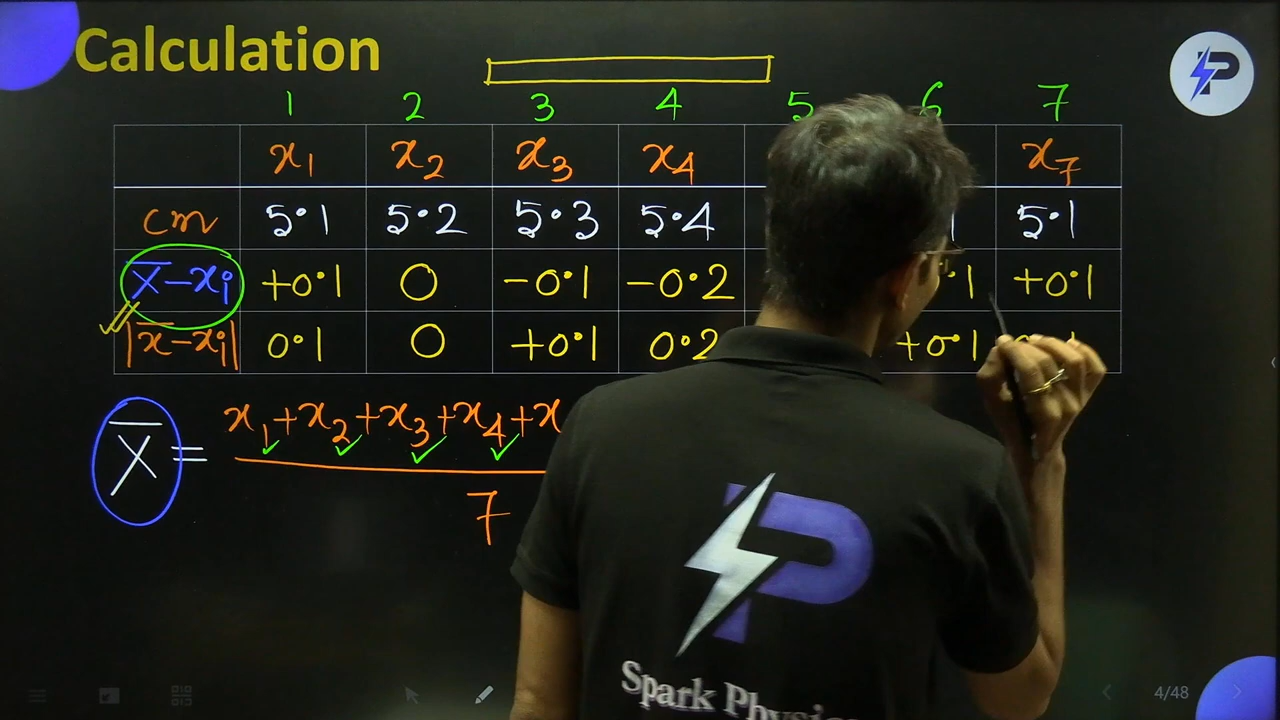 Calculation
1 2 3 4 5 6 7
x₁ x₂ x₃ x₄ x₇
cm 5.1 5.2 5.3 5.4 5.1
X̄-xᵢ +0.1 0 -0.1 -0.2 .1 +0.1
|x̄-xᵢ| 0.1 0 +0.1 0.2 +0.1
X̄ = x₁+x₂+x₃+x₄+x
7
P
Spark
4/48